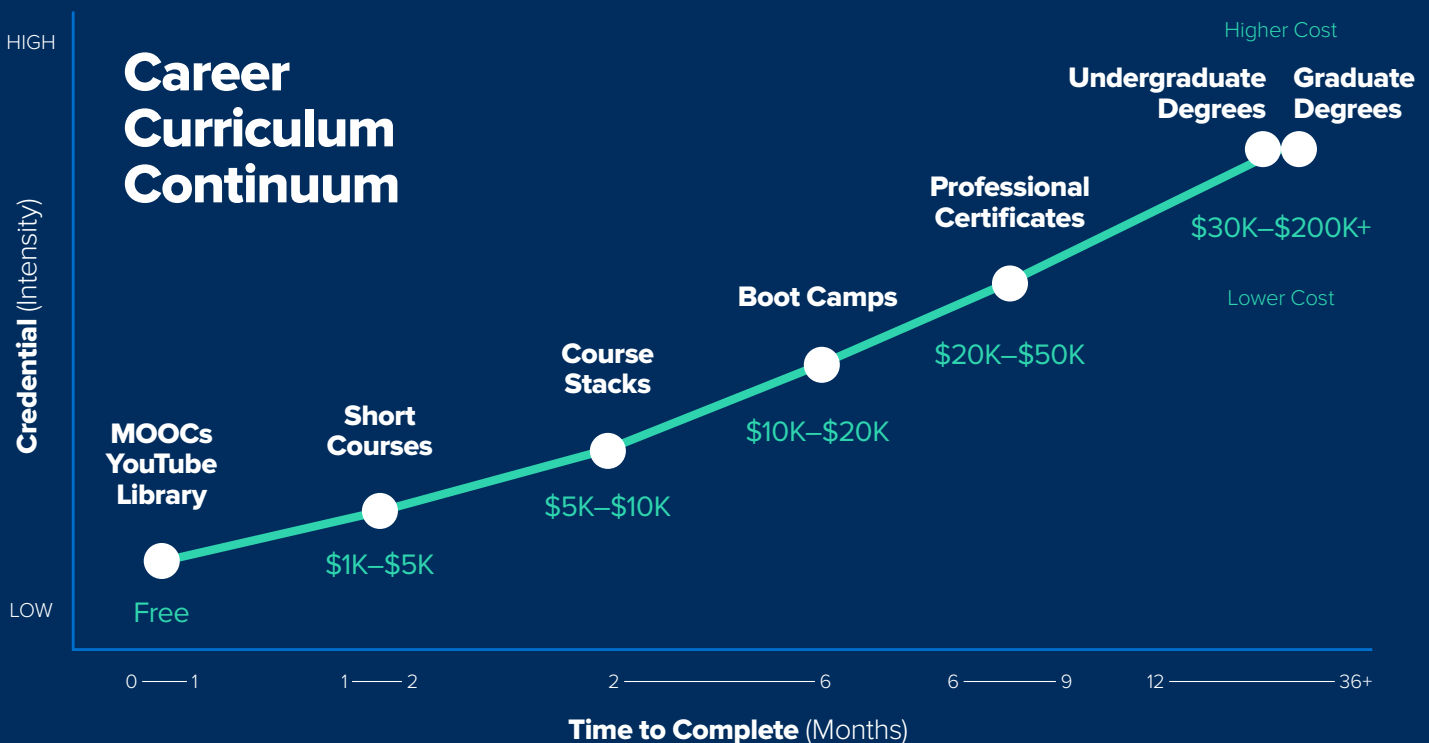 HIGH
Career
Curriculum
Continuum
Higher Cost
Undergraduate
Degrees
Graduate
Degrees
$30K–$200K+
Lower Cost
Professional
Certificates
$20K–$50K
Boot Camps
$10K–$20K
Course
Stacks
$5K–$10K
Short
Courses
$1K–$5K
MOOCs
YouTube
Library
Free
Credential (Intensity)
LOW
0 1
1 2
2 6
6 9
12 36+
Time to Complete (Months)